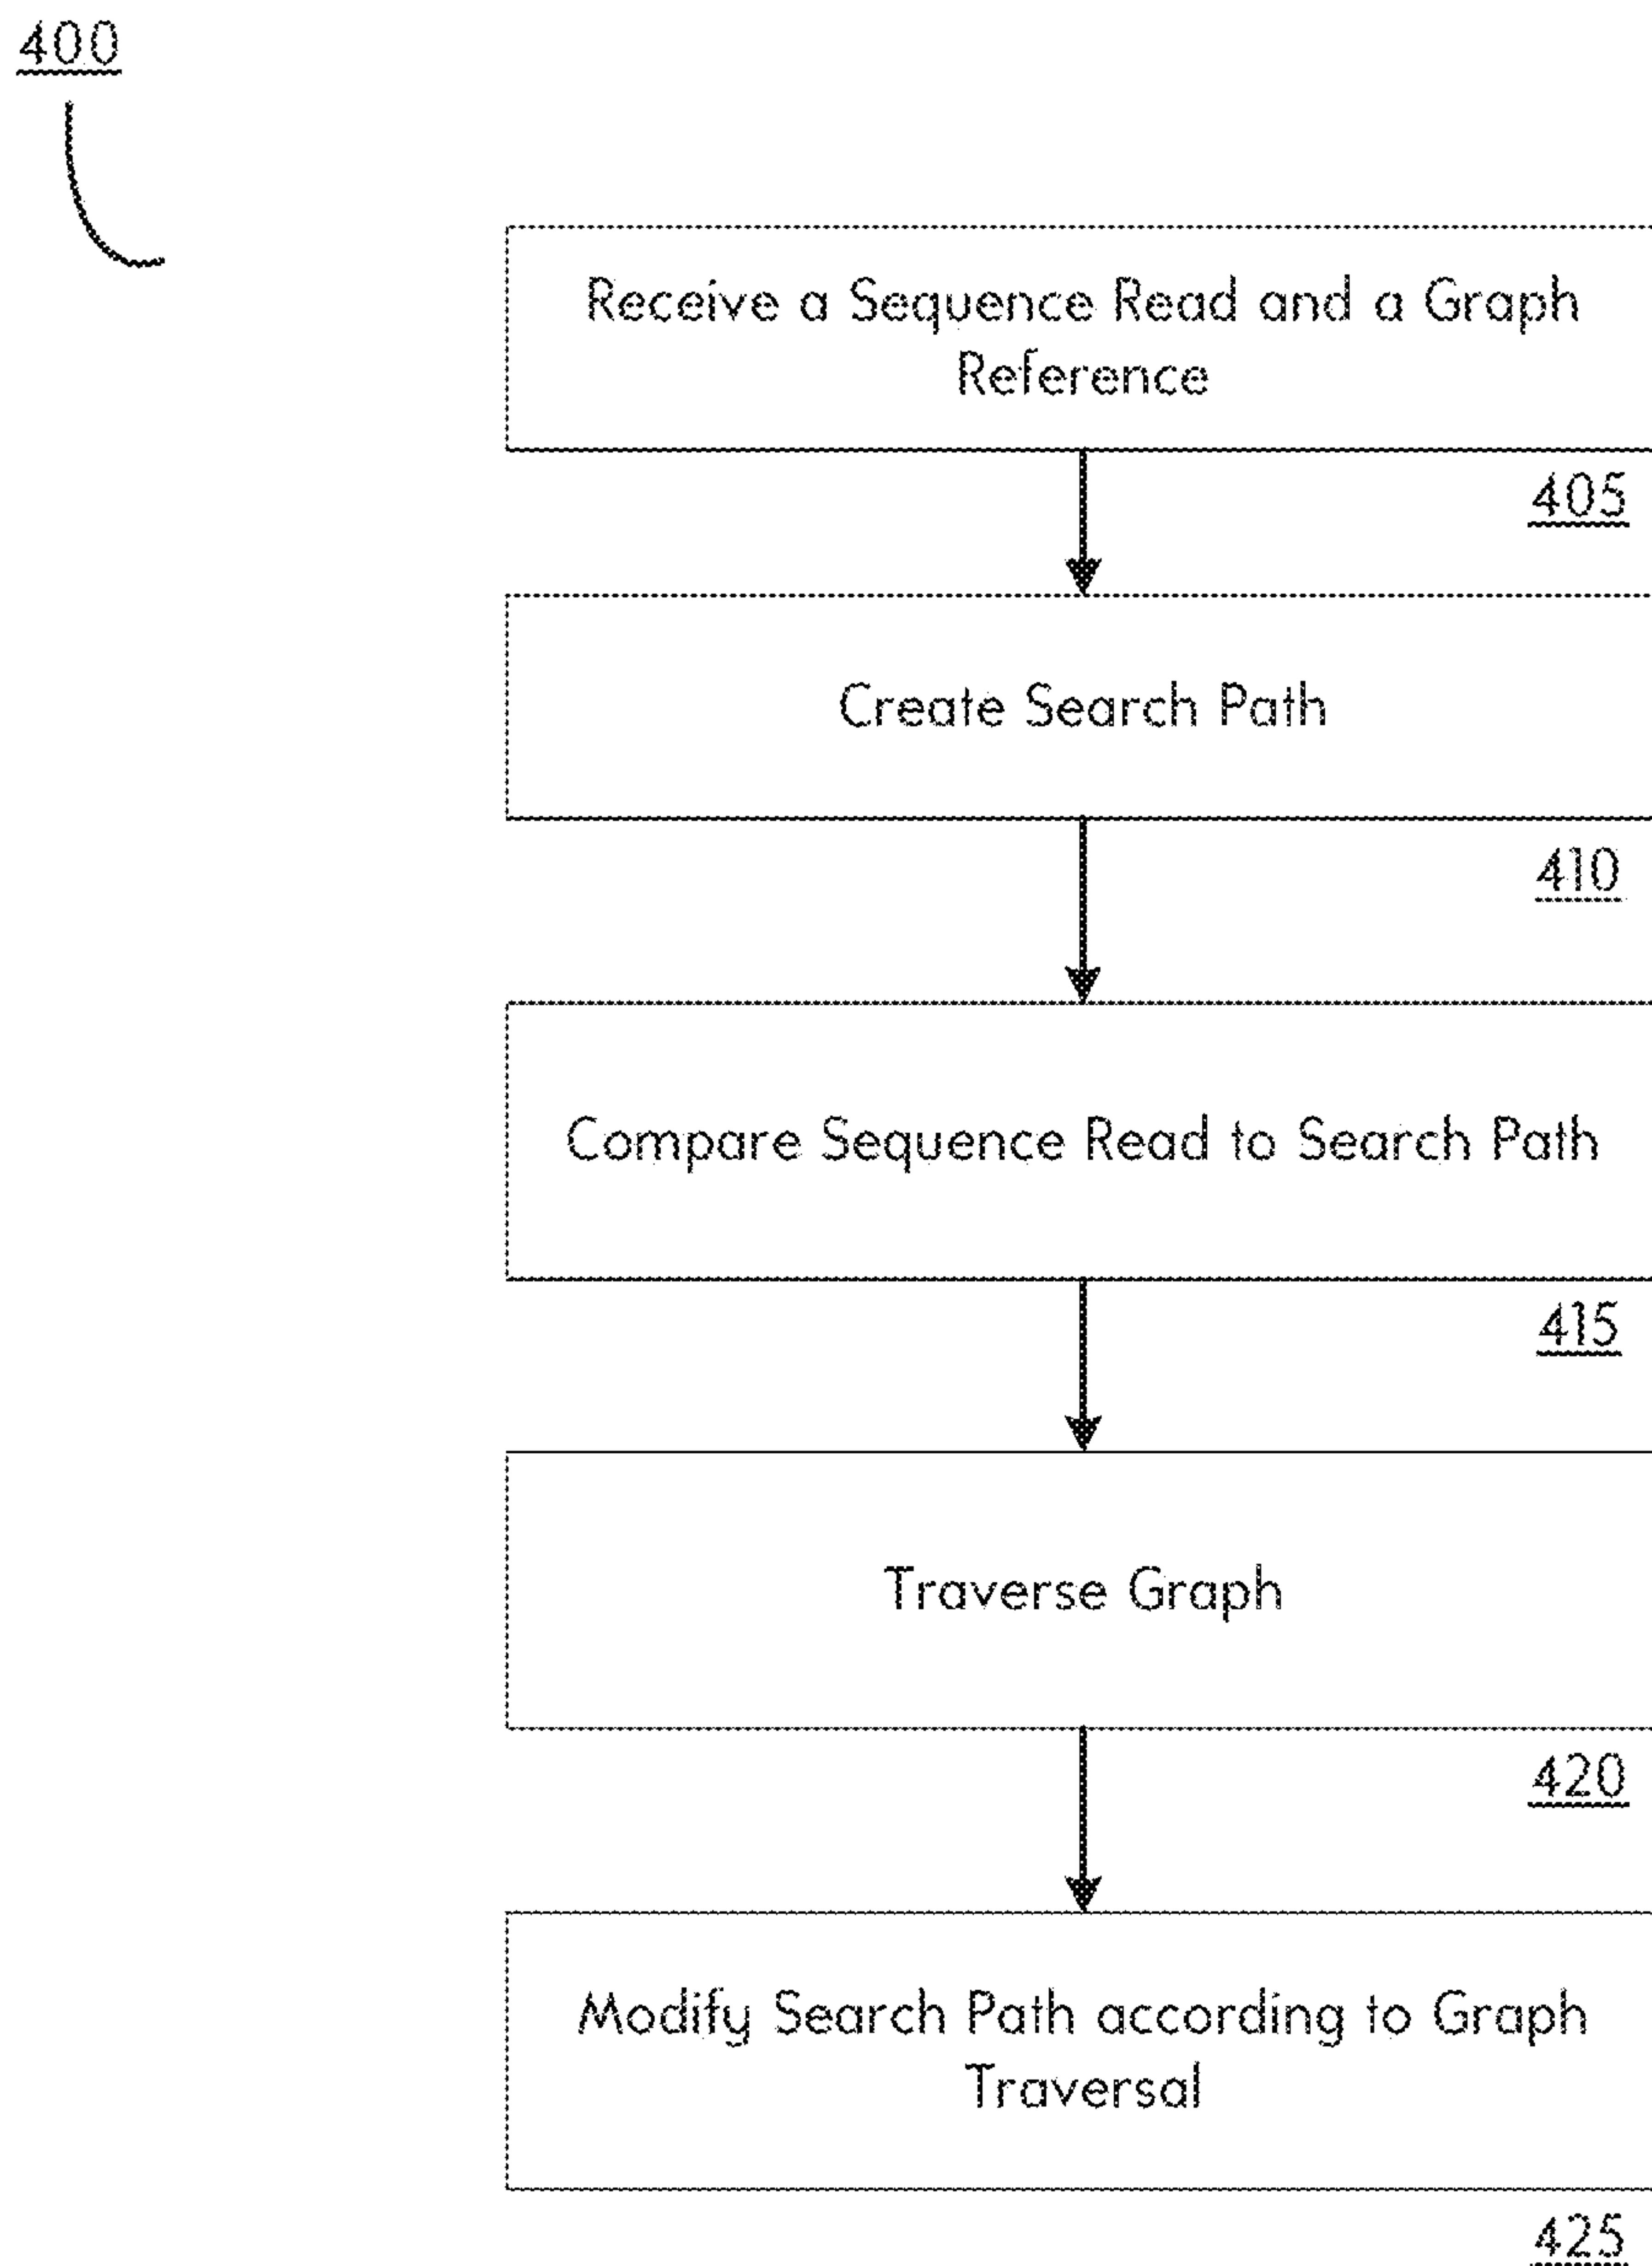 400
Receive a Sequence Read and a Graph
Reference
405
Create Search Path
410
Compare Sequence Read to Search Path
415
Traverse Graph
420
Modify Search Path according to Graph
Traversal
425